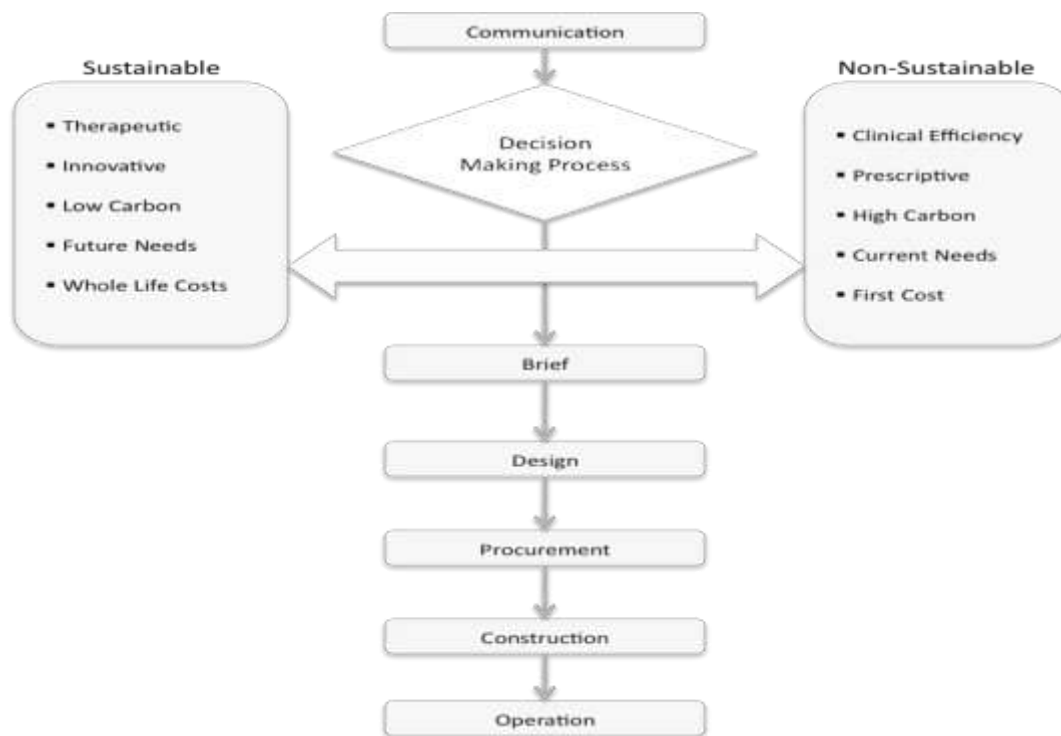 Communication
Sustainable
▪ Therapeutic
▪ Innovative
▪ Low Carbon
▪ Future Needs
▪ Whole Life Costs
Decision
Making Process
Non-Sustainable
▪ Clinical Efficiency
▪ Prescriptive
▪ High Carbon
▪ Current Needs
▪ First Cost
Brief
Design
Procurement
Construction
Operation